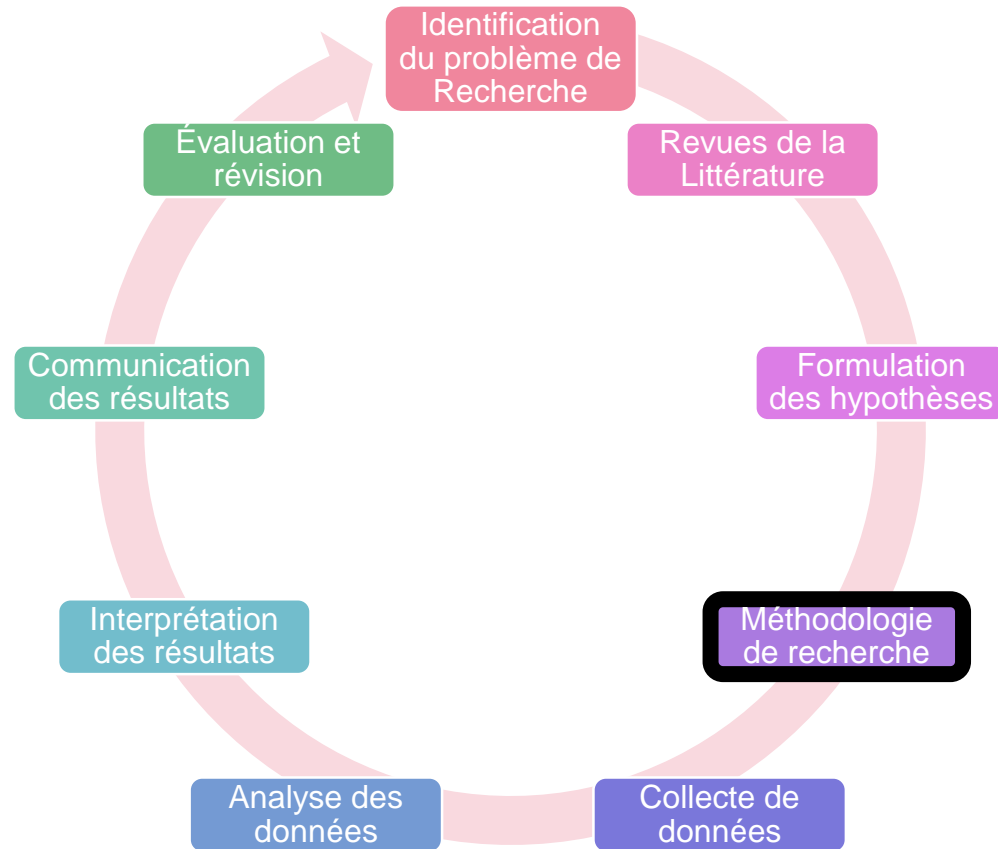 Identification
du problème de
Recherche
Revues de la
Littérature
Formulation
des hypothèses
Méthodologie
de recherche
Collecte de
données
Analyse des
données
Interprétation
des résultats
Communication
des résultats
Évaluation et
révision